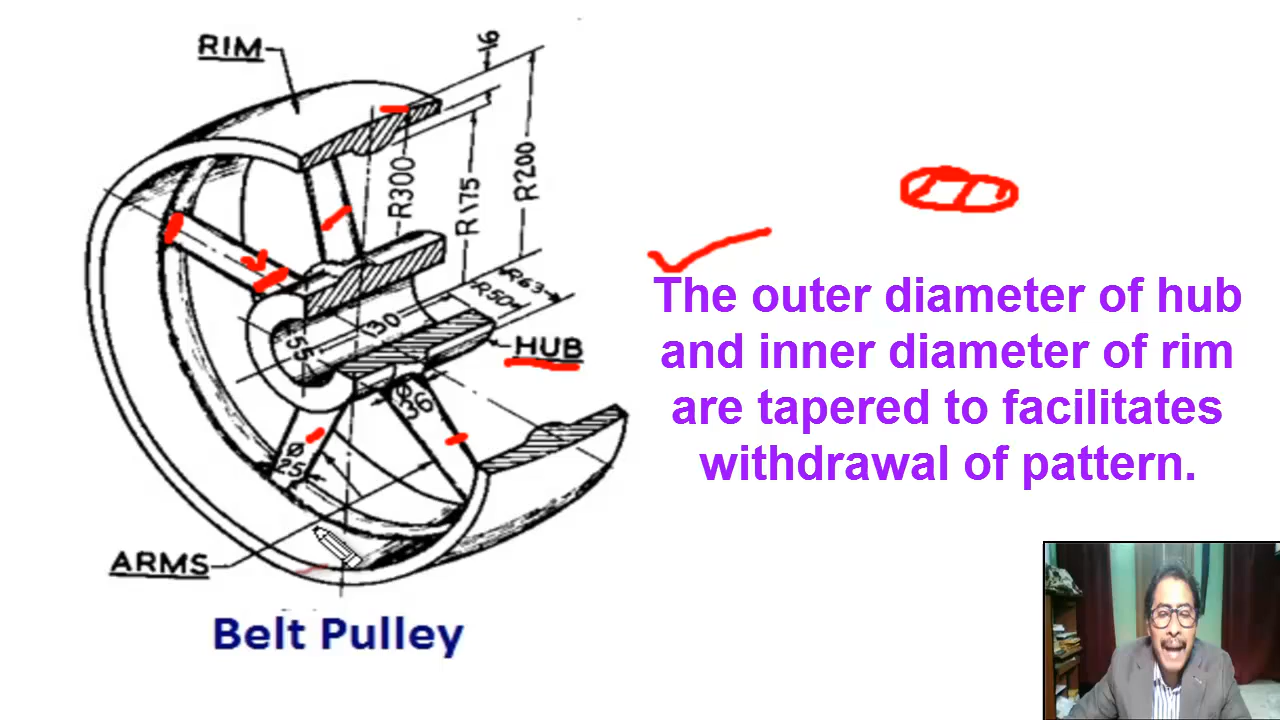 RIM
16
R300
R175
R200
R63
R50
130
55
HUB
Ø
36
Ø
25
ARMS
Belt Pulley
The outer diameter of hub
and inner diameter of rim
are tapered to facilitates
withdrawal of pattern.